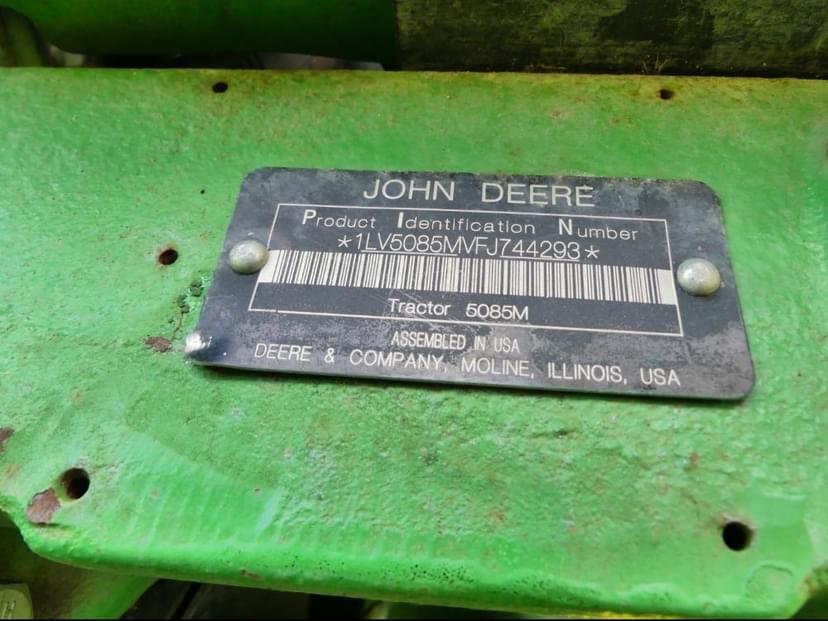 JOHN DEERE
Product Identification Number
*1LV5085MVFJ744293*
Tractor 5085M
ASSEMBLED IN USA
DEERE & COMPANY, MOLINE, ILLINOIS, USA